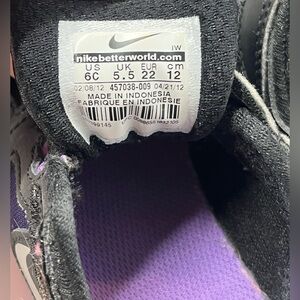 IW
nikebetterworld.com
US UK EUR cm
6C 5.5 22 12
02/08/12 457038-009 04/21/12
MADE IN INDONESIA
FABRIQUE EN INDONESIE